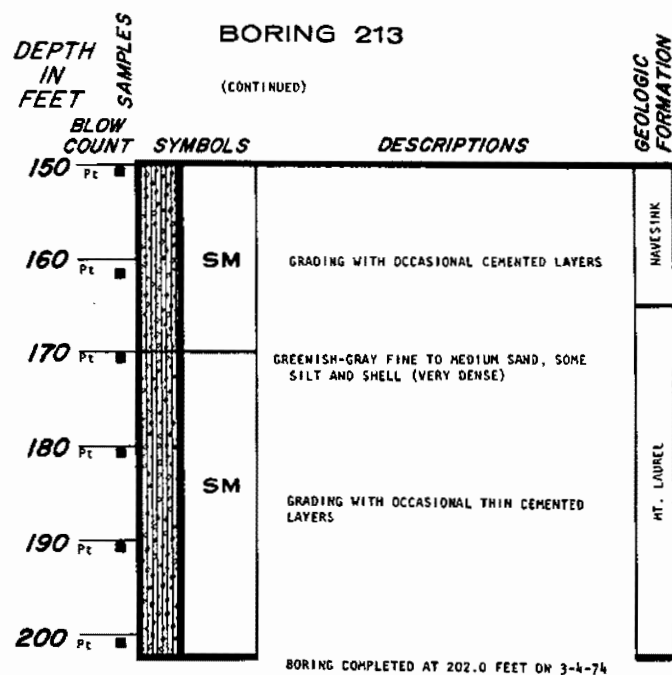 BORING 213
(CONTINUED)
DEPTH
IN
FEET
SAMPLES
BLOW
COUNT
SYMBOLS
DESCRIPTIONS
GEOLOGIC
FORMATION
150 Pt
160 Pt
SM
GRADING WITH OCCASIONAL CEMENTED LAYERS
NAVESINK
170 Pt
GREENISH-GRAY FINE TO MEDIUM SAND, SOME
SILT AND SHELL (VERY DENSE)
180 Pt
SM
GRADING WITH OCCASIONAL THIN CEMENTED
LAYERS
MT. LAUREL
190 Pt
200 Pt
BORING COMPLETED AT 202.0 FEET ON 3-4-74